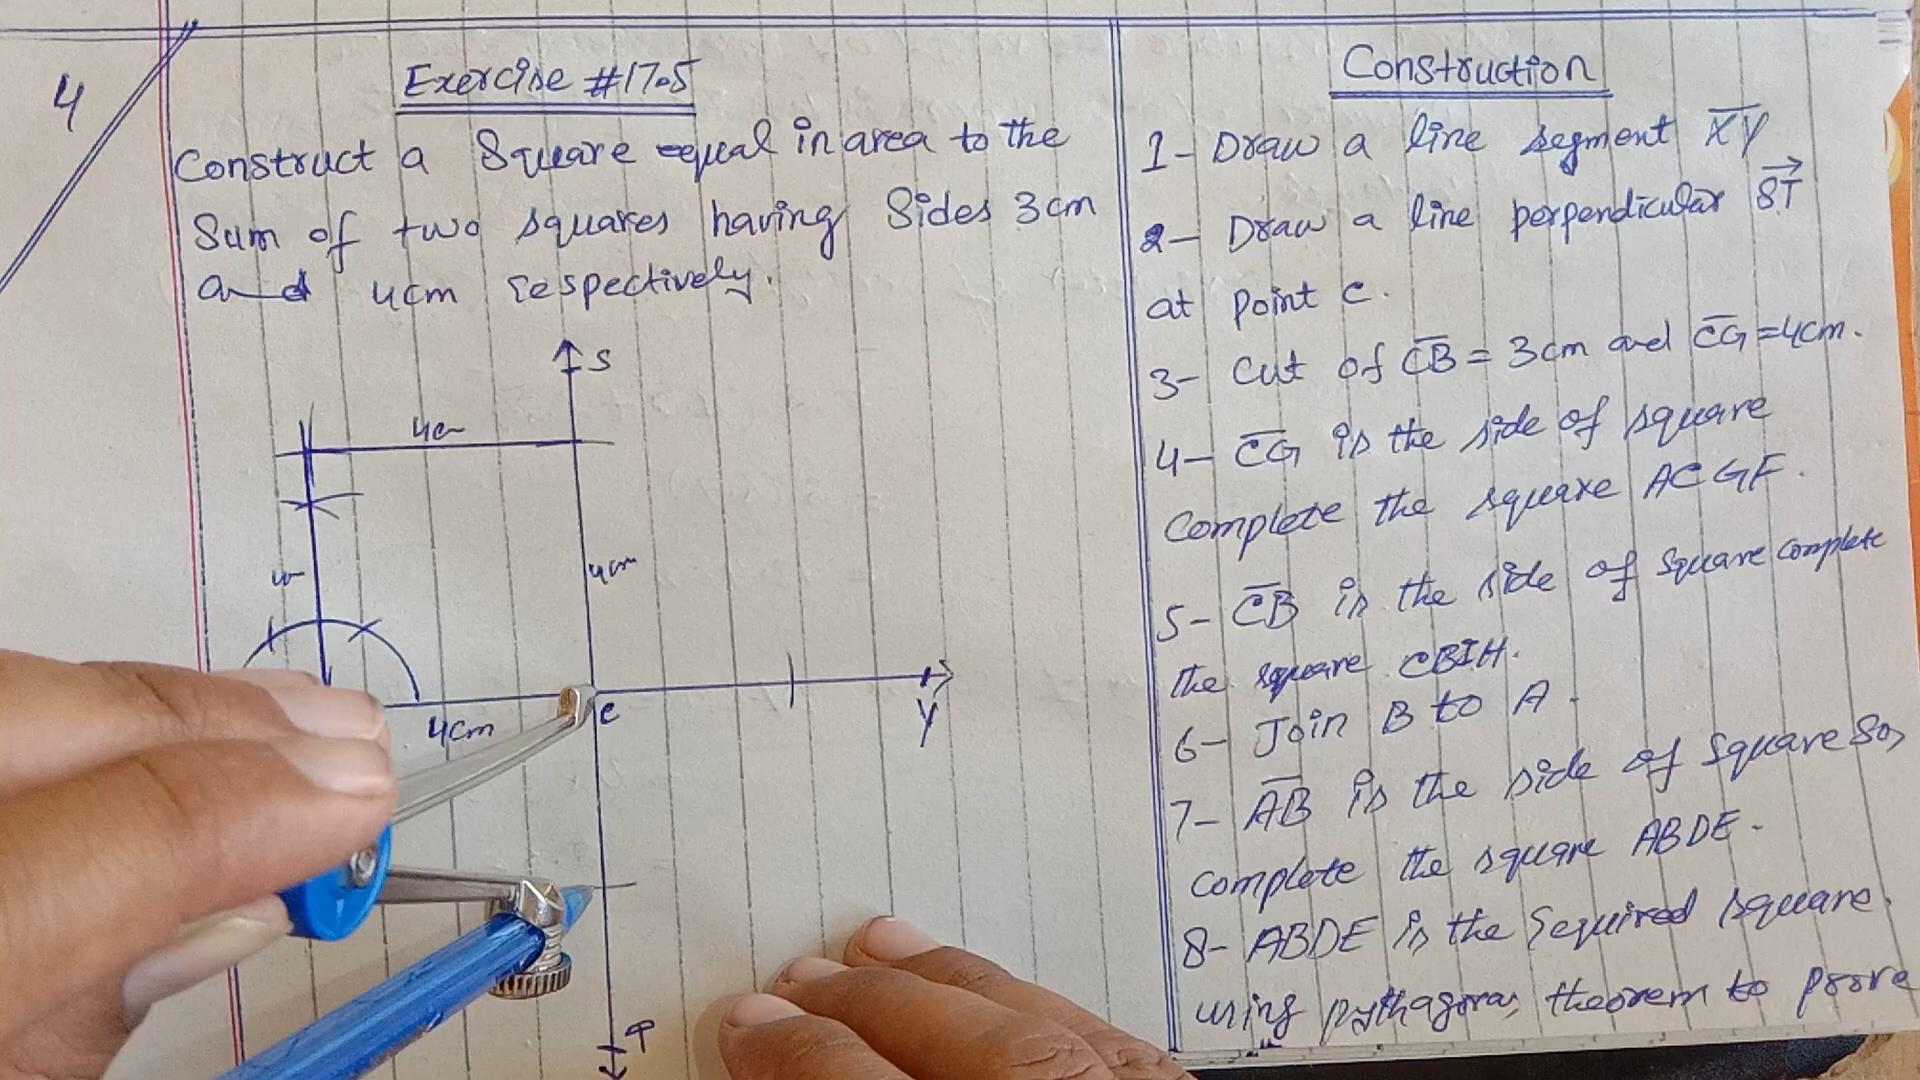 4
Exercise #17.5
Construct a Square equal in area to the
Sum of two squares having Sides 3cm
and 4cm respectively.
S
4cm
4cm
4cm
C
Y
T
Construction
1- Draw a line segment XY
2- Draw a line perpendicular ST
at point C.
3- Cut of CB = 3cm and CG = 4cm.
4- CG is the side of square
Complete the square ACGF.
5- CB is the side of square complete
the square CBIH.
6- Join B to A.
7- AB is the side of square So,
complete the square ABDE.
8- ABDE is the required square.
using pythagoras theorem to prove